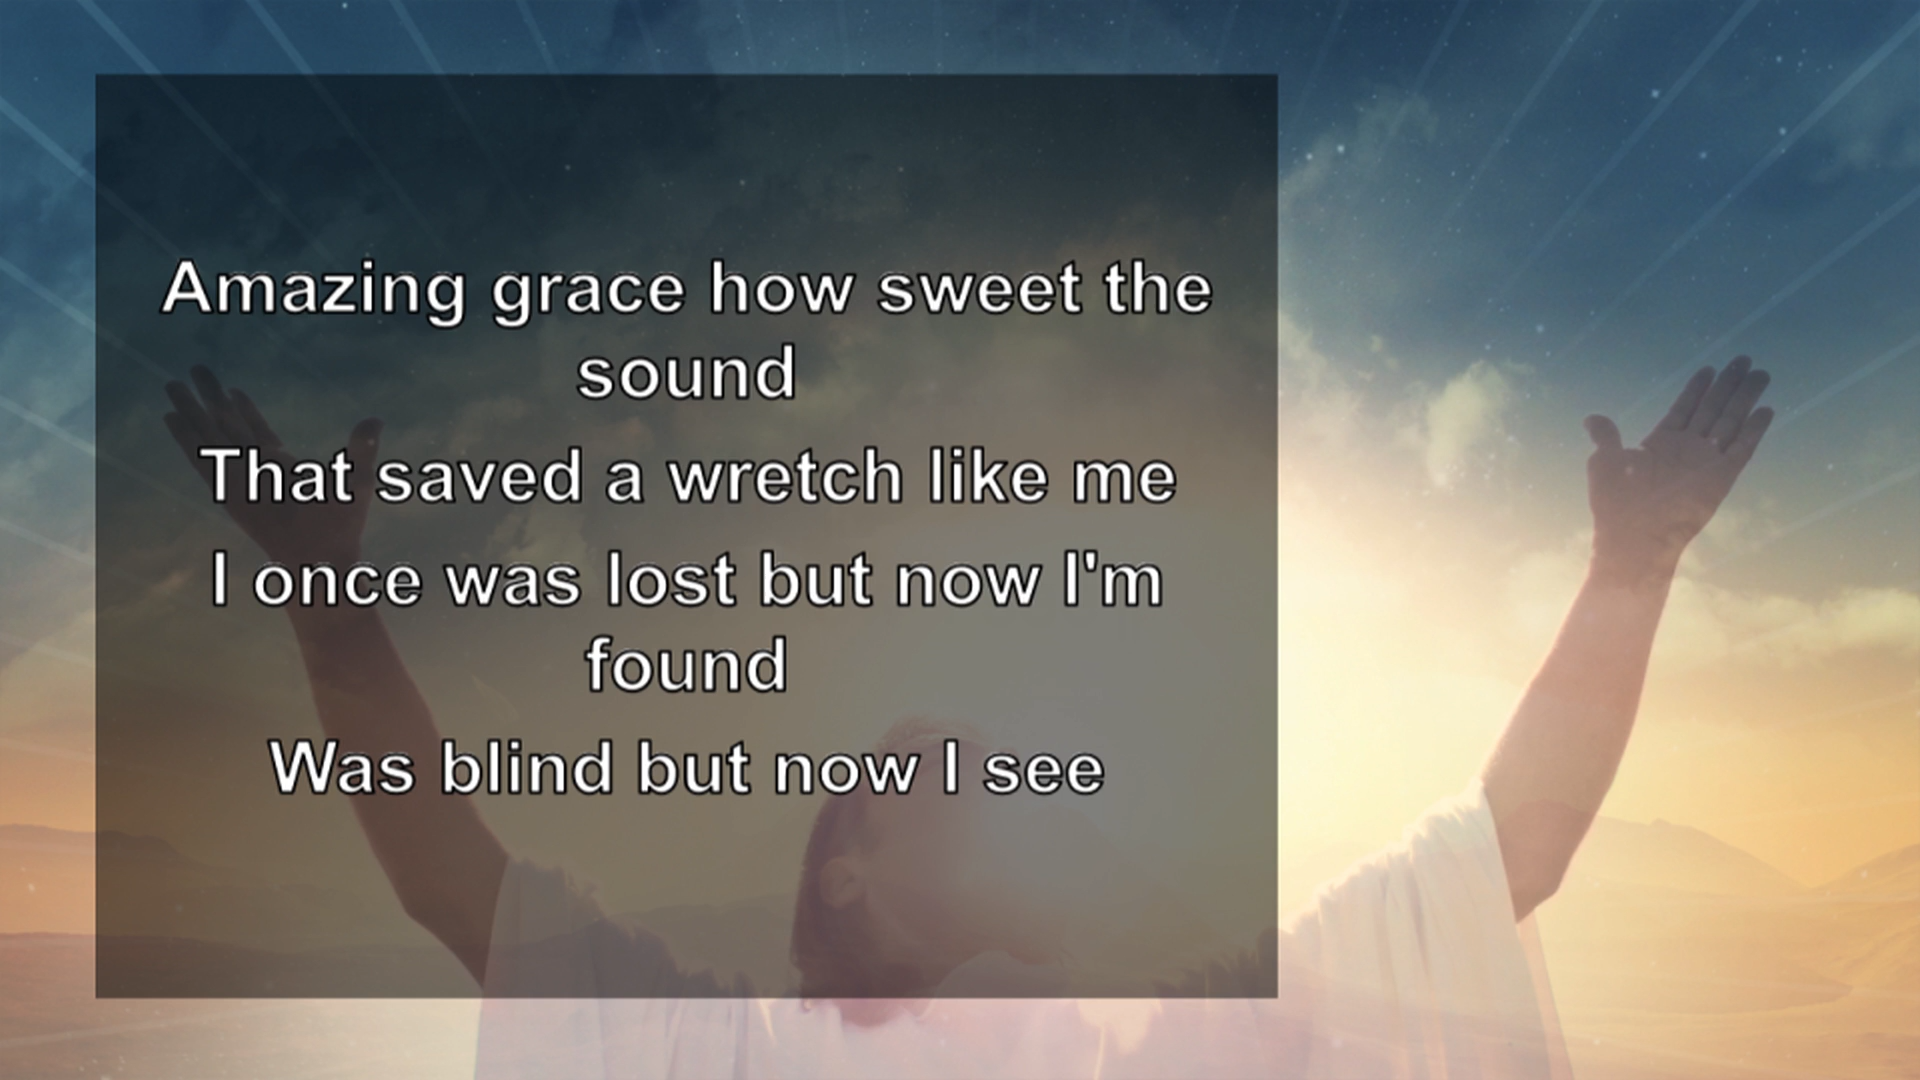 Amazing grace how sweet the
sound
That saved a wretch like me
I once was lost but now I'm
found
Was blind but now I see